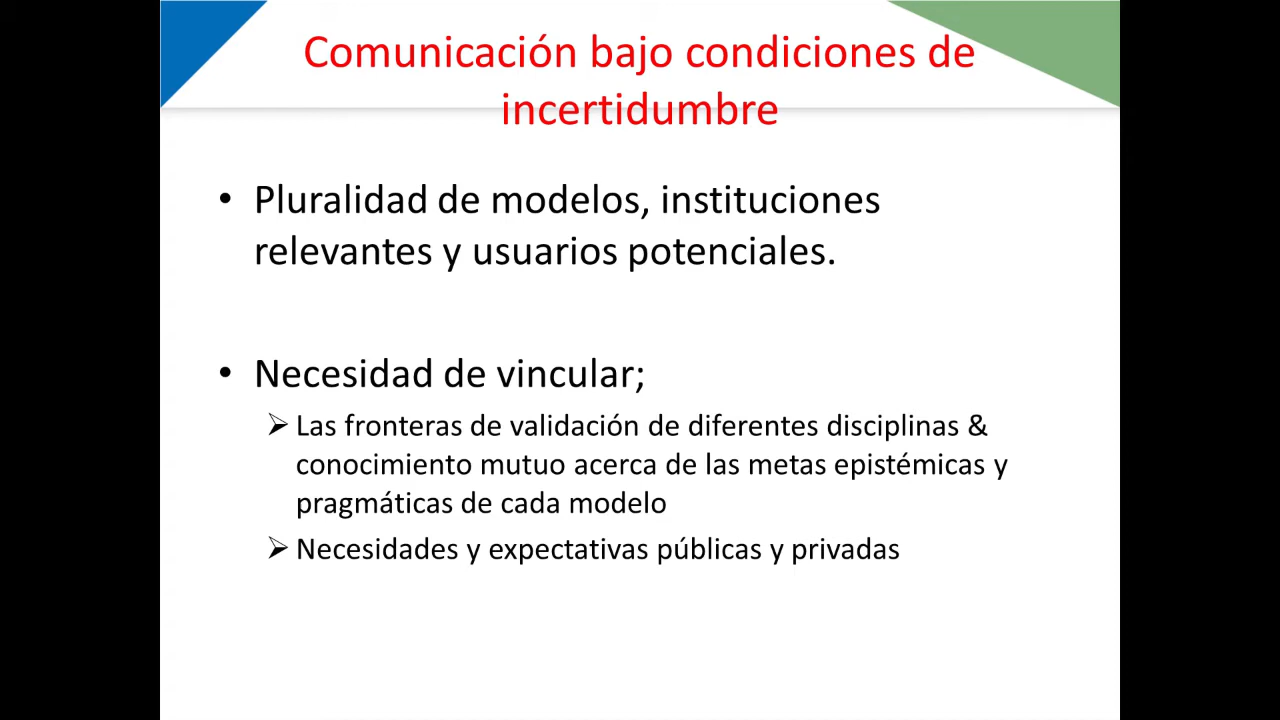 Comunicación bajo condiciones de
incertidumbre
• Pluralidad de modelos, instituciones
relevantes y usuarios potenciales.
• Necesidad de vincular;
➢ Las fronteras de validación de diferentes disciplinas &
conocimiento mutuo acerca de las metas epistémicas y
pragmáticas de cada modelo
➢ Necesidades y expectativas públicas y privadas